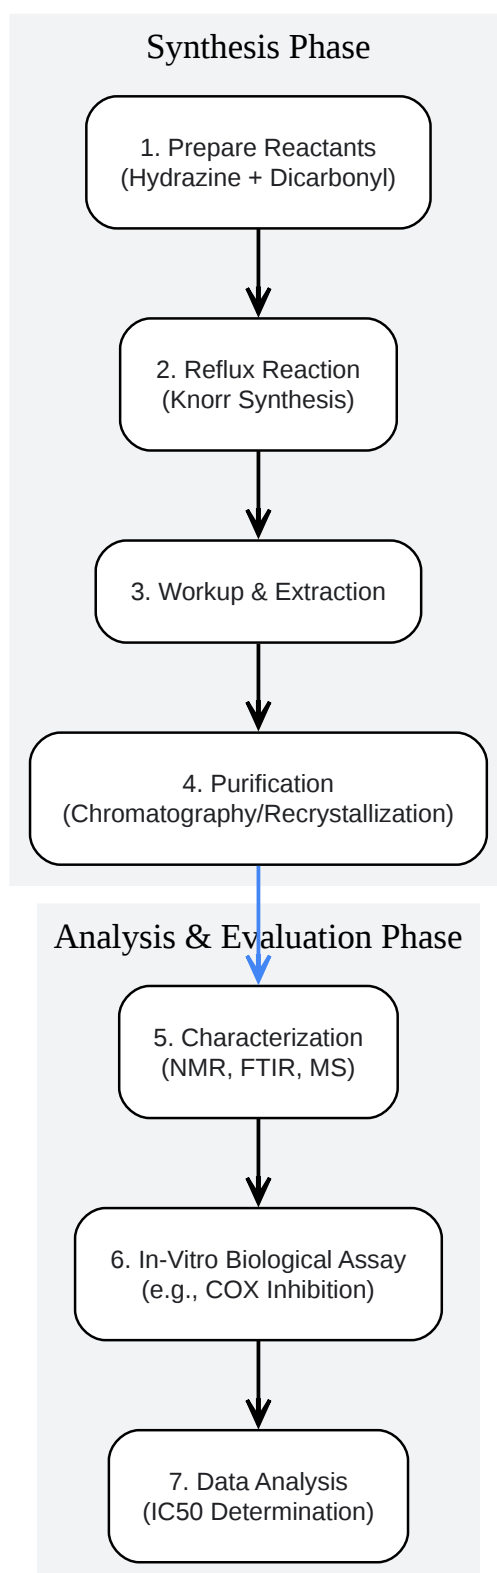 Synthesis Phase
1. Prepare Reactants
(Hydrazine + Dicarbonyl)
2. Reflux Reaction
(Knorr Synthesis)
3. Workup & Extraction
4. Purification
(Chromatography/Recrystallization)
Analysis & Evaluation Phase
5. Characterization
(NMR, FTIR, MS)
6. In-Vitro Biological Assay
(e.g., COX Inhibition)
7. Data Analysis
(IC50 Determination)